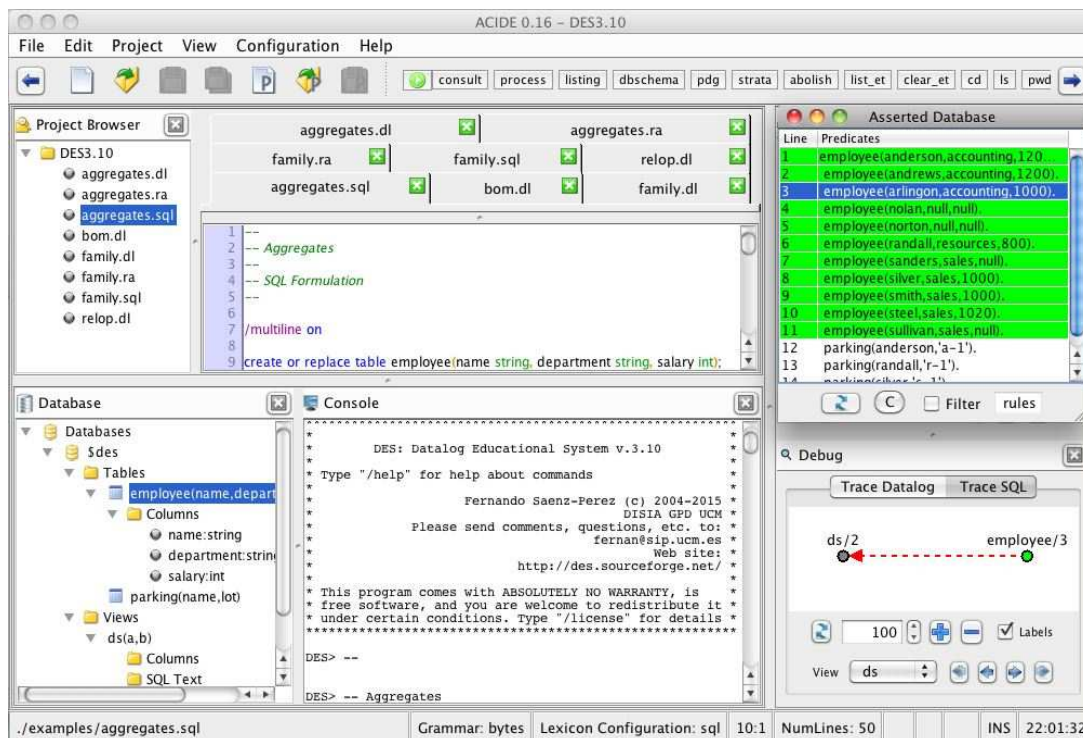 ACIDE 0.16 - DES3.10
File Edit Project View Configuration Help
consult process listing dbschema pdg strata abolish list_et clear_et cd ls pwd
Project Browser
DES3.10
aggregates.dl
aggregates.ra
aggregates.sql
bom.dl
family.dl
family.ra
family.sql
relop.dl
aggregates.dl aggregates.ra
family.ra family.sql relop.dl
aggregates.sql bom.dl family.dl
1 --
2 -- Aggregates
3 --
4 -- SQL Formulation
5 --
6
7 /multiline on
8
9 create or replace table employee(name string, department string, salary int);
Asserted Database
Line Predicates
1 employee(anderson,accounting,120...
2 employee(andrews,accounting,1200).
3 employee(arlingon,accounting,1000).
4 employee(nolan,null,null).
5 employee(norton,null,null).
6 employee(randall,resources,800).
7 employee(sanders,sales,null).
8 employee(silver,sales,1000).
9 employee(smith,sales,1000).
10 employee(steel,sales,1020).
11 employee(sullivan,sales,null).
12 parking(anderson,'a-1').
13 parking(randall,'r-1').
14 parking(silver,'s-1').
C Filter rules
Database
Databases
$des
Tables
employee(name,depart
Columns
name:string
department:string
salary:int
parking(name,lot)
Views
ds(a,b)
Columns
SQL Text
Console
*********************************************************
* *
* DES: Datalog Educational System v.3.10 *
* *
* Type "/help" for help about commands *
* *
* Fernando Saenz-Perez (c) 2004-2015 *
* DISIA GPD UCM *
* Please send comments, questions, etc. to: *
* fernan@sip.ucm.es *
* Web site: *
* http://des.sourceforge.net/ *
* *
* This program comes with ABSOLUTELY NO WARRANTY, is *
* free software, and you are welcome to redistribute it *
* under certain conditions. Type "/license" for details *
*********************************************************
DES> --
DES> -- Aggregates
Debug
Trace Datalog Trace SQL
ds/2 employee/3
100 Labels
View ds
./examples/aggregates.sql Grammar: bytes Lexicon Configuration: sql 10:1 NumLines: 50 INS 22:01:32